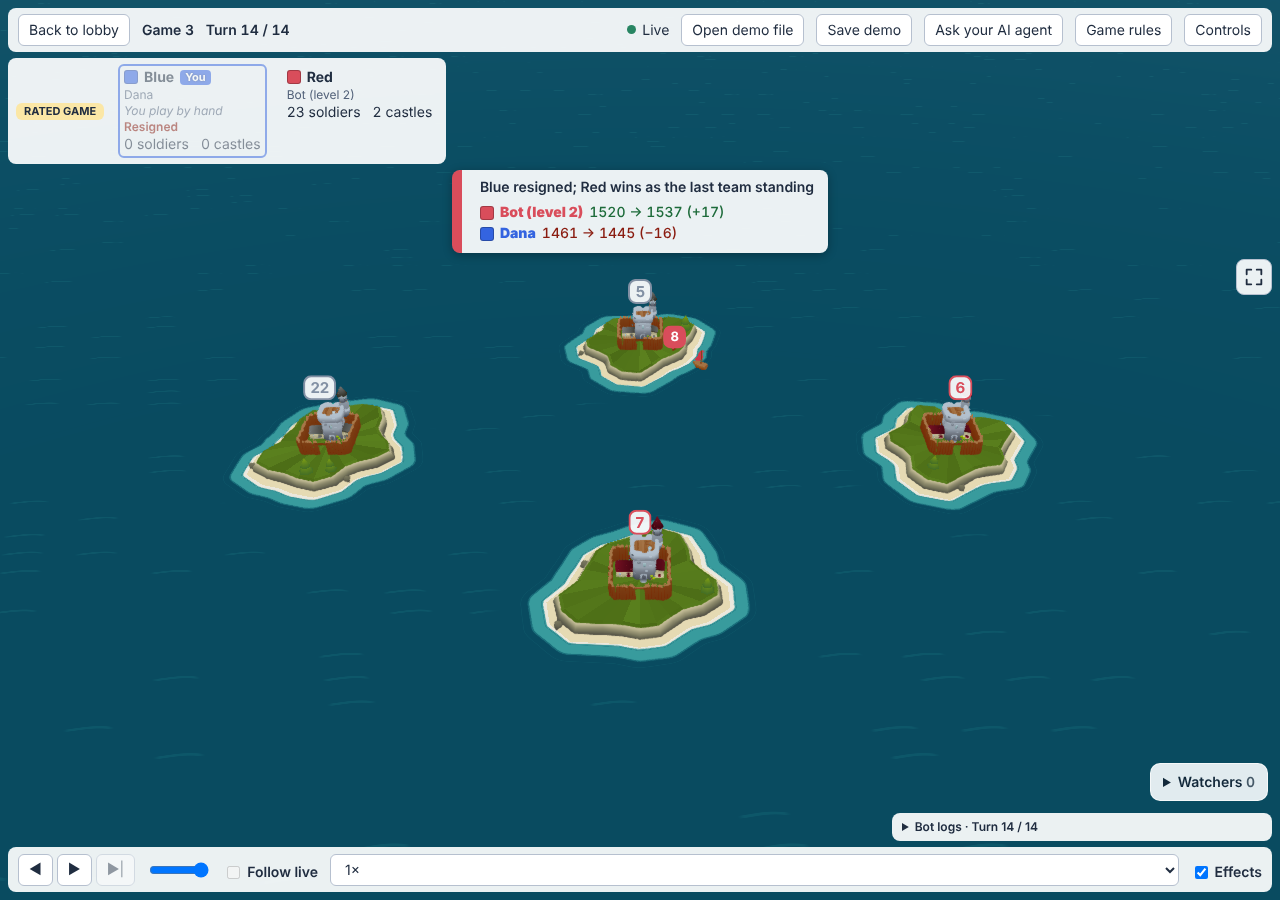 Back to lobby Game 3 Turn 14 / 14 Live Open demo file Save demo Ask your AI agent Game rules Controls
RATED GAME
Blue You
Dana
You play by hand
Resigned
0 soldiers 0 castles
Red
Bot (level 2)
23 soldiers 2 castles
Blue resigned; Red wins as the last team standing
Bot (level 2) 1520 → 1537 (+17)
Dana 1461 → 1445 (−16)
5
8
22
6
7
Watchers 0
Bot logs · Turn 14 / 14
Follow live 1× Effects